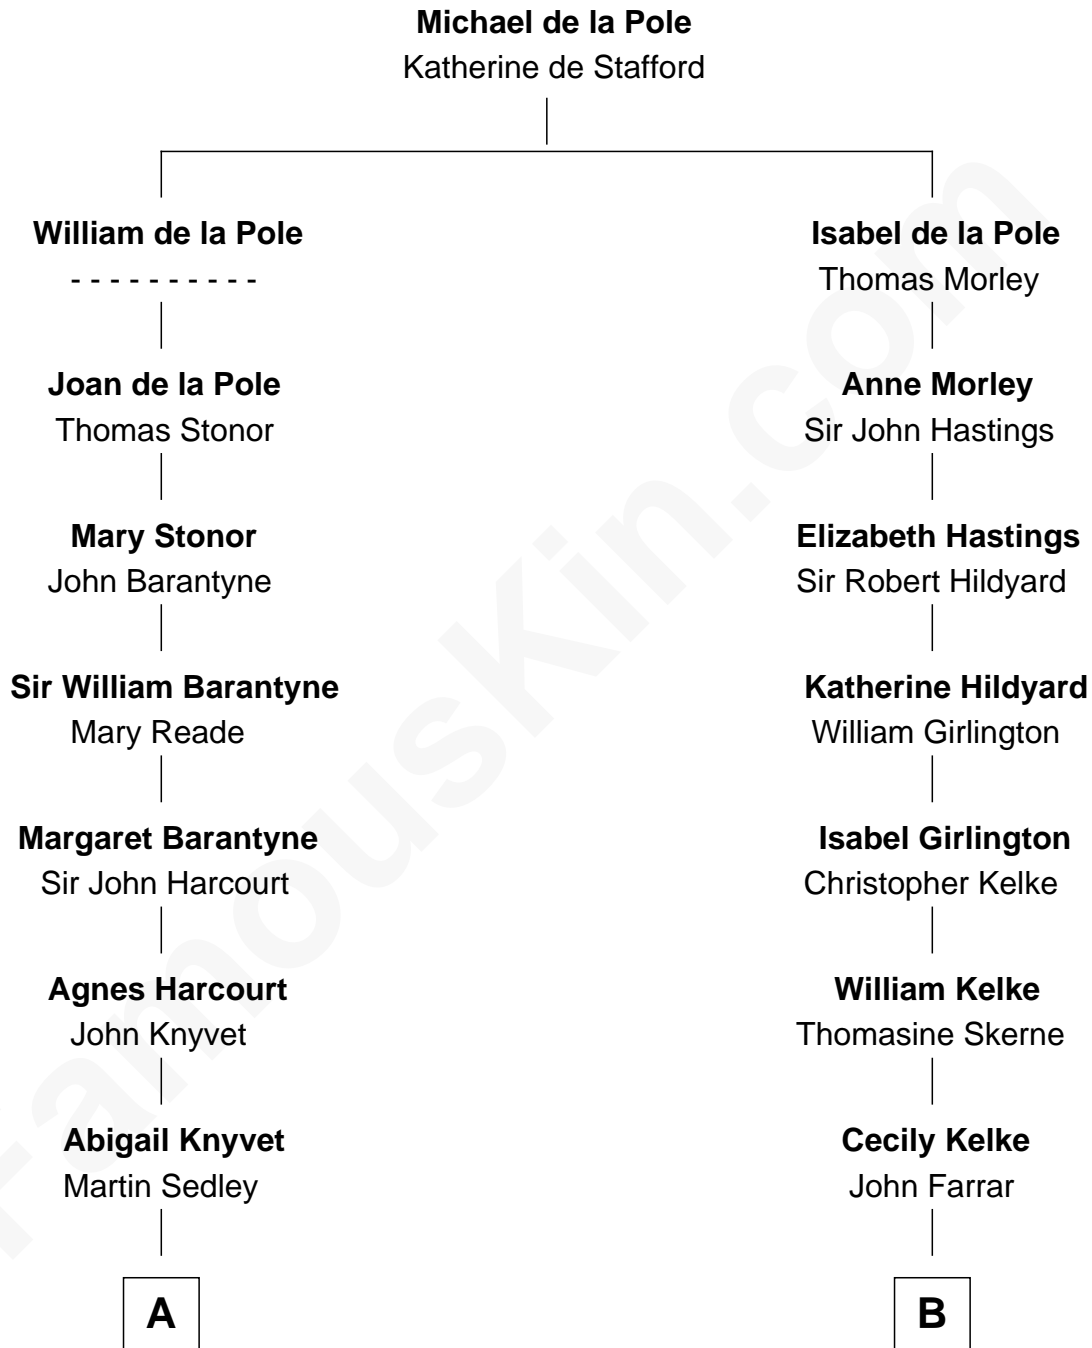 Michael de la Pole
Katherine de Stafford
William de la Pole
- - - - - - - - - -
Joan de la Pole
Thomas Stonor
Mary Stonor
John Barantyne
Sir William Barantyne
Mary Reade
Margaret Barantyne
Sir John Harcourt
Agnes Harcourt
John Knyvet
Abigail Knyvet
Martin Sedley
A
Isabel de la Pole
Thomas Morley
Anne Morley
Sir John Hastings
Elizabeth Hastings
Sir Robert Hildyard
Katherine Hildyard
William Girlington
Isabel Girlington
Christopher Kelke
William Kelke
Thomasine Skerne
Cecily Kelke
John Farrar
B
FamousKin.com